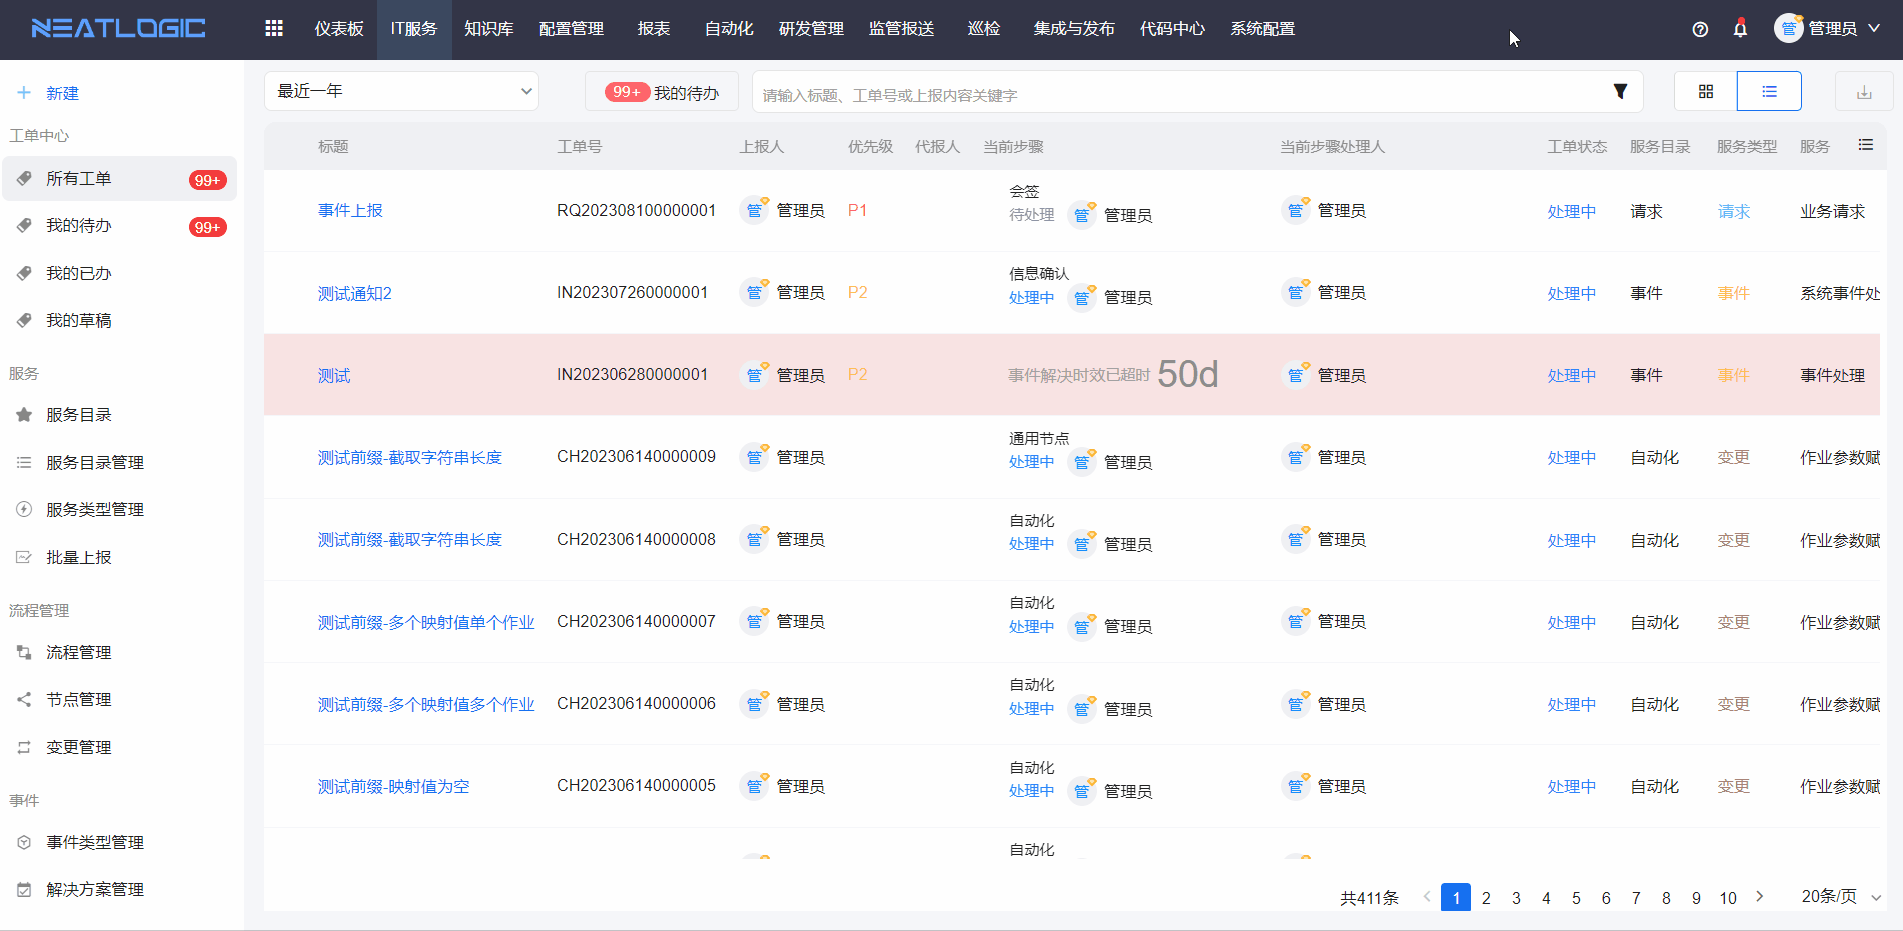 NEATLOGIC 仪表板 IT服务 知识库 配置管理 报表 自动化 研发管理 监管报送 巡检 集成与发布 代码中心 系统配置 管 管理员
新建
工单中心
所有工单 99+
我的待办 99+
我的已办
我的草稿
服务
服务目录
服务目录管理
服务类型管理
批量上报
流程管理
流程管理
节点管理
变更管理
事件
事件类型管理
解决方案管理
最近一年 99+ 我的待办 请输入标题、工单号或上报内容关键字
标题 工单号 上报人 优先级 代报人 当前步骤 当前步骤处理人 工单状态 服务目录 服务类型 服务
会签
事件上报 RQ202308100000001 管 管理员 P1 待处理 管 管理员 管 管理员 处理中 请求 请求 业务请求
信息确认
测试通知2 IN202307260000001 管 管理员 P2 处理中 管 管理员 管 管理员 处理中 事件 事件 系统事件处
测试 IN202306280000001 管 管理员 P2 事件解决时效已超时 50d 管 管理员 处理中 事件 事件 事件处理
通用节点
测试前缀-截取字符串长度 CH202306140000009 管 管理员 处理中 管 管理员 管 管理员 处理中 自动化 变更 作业参数赋
自动化
测试前缀-截取字符串长度 CH202306140000008 管 管理员 处理中 管 管理员 管 管理员 处理中 自动化 变更 作业参数赋
自动化
测试前缀-多个映射值单个作业 CH202306140000007 管 管理员 处理中 管 管理员 管 管理员 处理中 自动化 变更 作业参数赋
自动化
测试前缀-多个映射值多个作业 CH202306140000006 管 管理员 处理中 管 管理员 管 管理员 处理中 自动化 变更 作业参数赋
自动化
测试前缀-映射值为空 CH202306140000005 管 管理员 处理中 管 管理员 管 管理员 处理中 自动化 变更 作业参数赋
自动化
共411条 1 2 3 4 5 6 7 8 9 10 20条/页